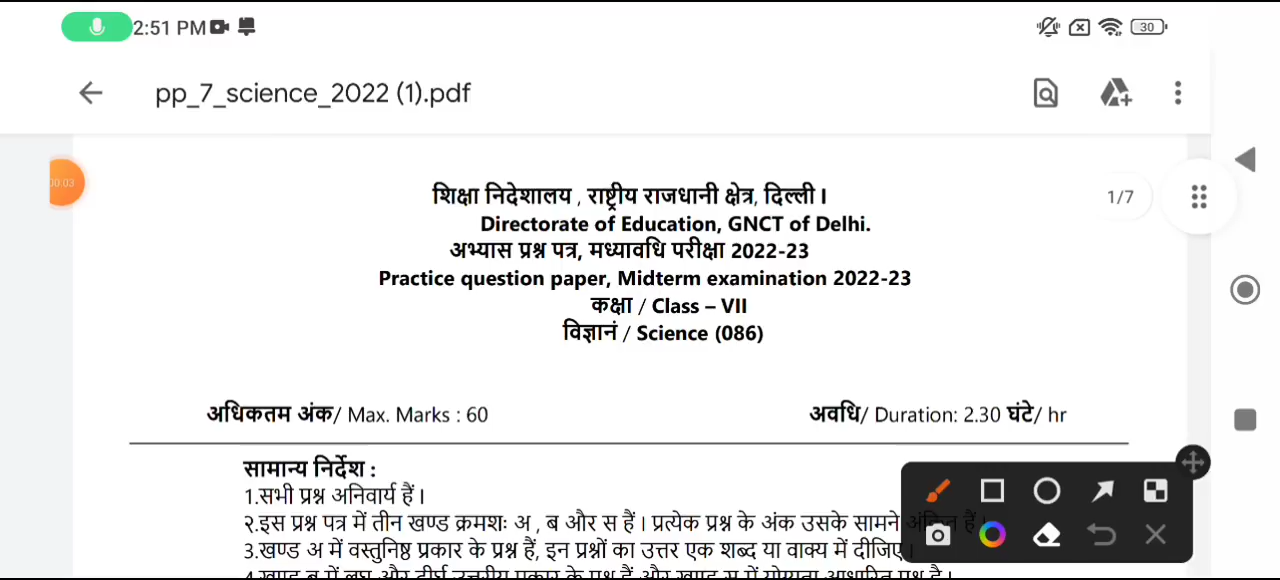 2:51 PM
30
pp_7_science_2022 (1).pdf
00:03
1/7
शिक्षा निदेशालय , राष्ट्रीय राजधानी क्षेत्र, दिल्ली ।
Directorate of Education, GNCT of Delhi.
अभ्यास प्रश्न पत्र, मध्यावधि परीक्षा 2022-23
Practice question paper, Midterm examination 2022-23
कक्षा / Class – VII
विज्ञानं / Science (086)
अधिकतम अंक/ Max. Marks : 60
अवधि/ Duration: 2.30 घंटे/ hr
सामान्य निर्देश :
1.सभी प्रश्न अनिवार्य हैं ।
२.इस प्रश्न पत्र में तीन खण्ड क्रमशः अ , ब और स हैं । प्रत्येक प्रश्न के अंक उसके सामने अंकित हैं ।
3.खण्ड अ में वस्तुनिष्ठ प्रकार के प्रश्न हैं, इन प्रश्नों का उत्तर एक शब्द या वाक्य में दीजिए ।